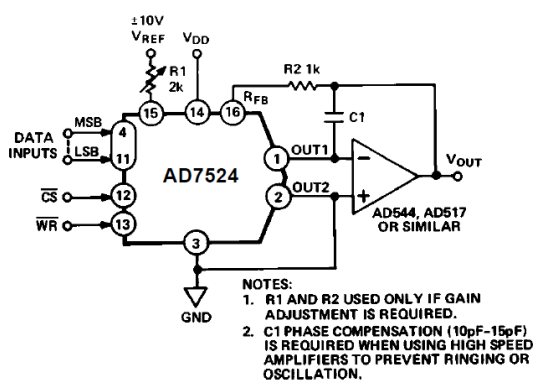 ±10V
VREF
VDD
R1
2k
R2 1k
RFB
C1
15
14
16
MSB
DATA
INPUTS
LSB
4
11
1
OUT1
–
VOUT
AD7524
CS
12
2
OUT2
+
AD544, AD517
OR SIMILAR
WR
13
3
GND
NOTES:
1. R1 AND R2 USED ONLY IF GAIN
ADJUSTMENT IS REQUIRED.
2. C1 PHASE COMPENSATION (10pF–15pF)
IS REQUIRED WHEN USING HIGH SPEED
AMPLIFIERS TO PREVENT RINGING OR
OSCILLATION.